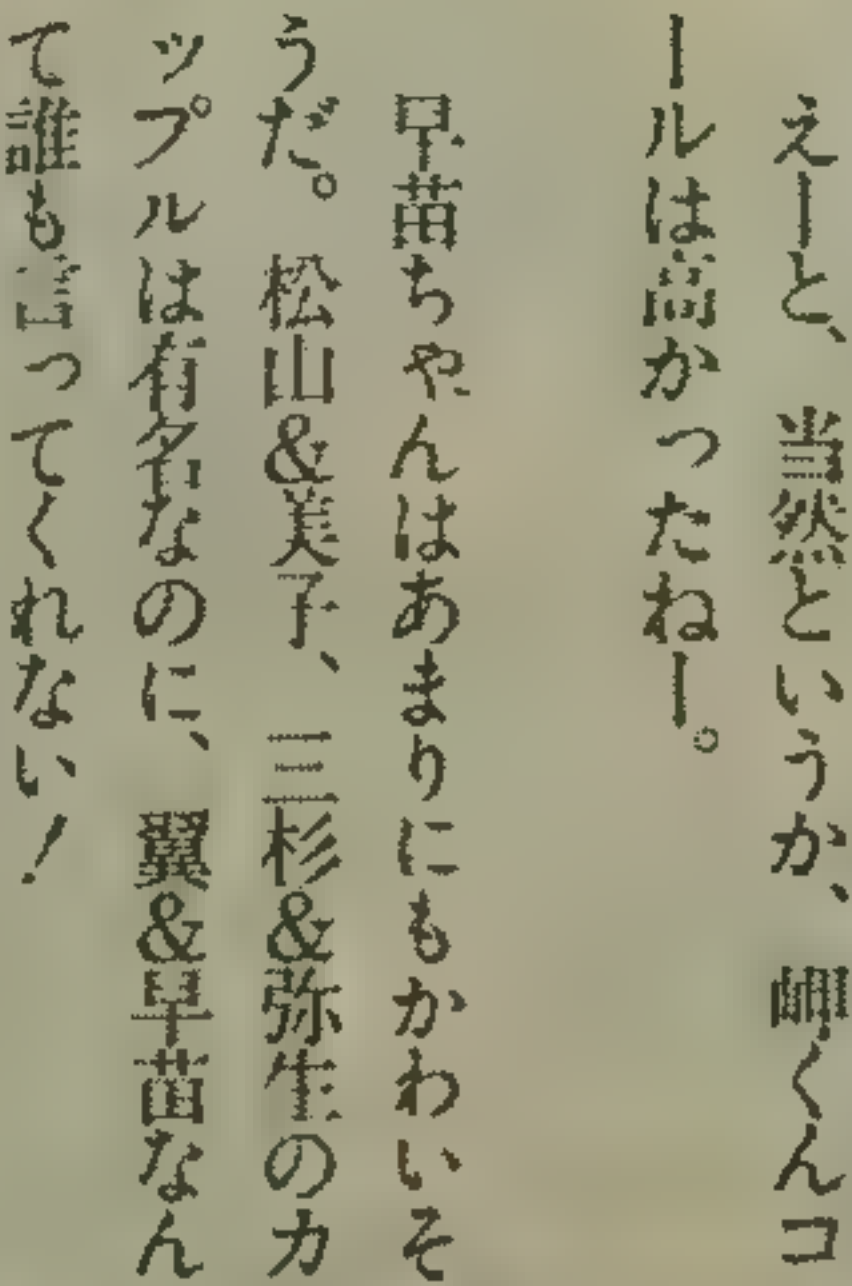 えーと、当然というか、岬くんコ
ールは高かったねー。
早苗ちゃんはあまりにもかわいそ
うだ。松山&美子、三杉&弥生のカ
ップルは有名なのに、翼&早苗なん
て誰も言ってくれない!